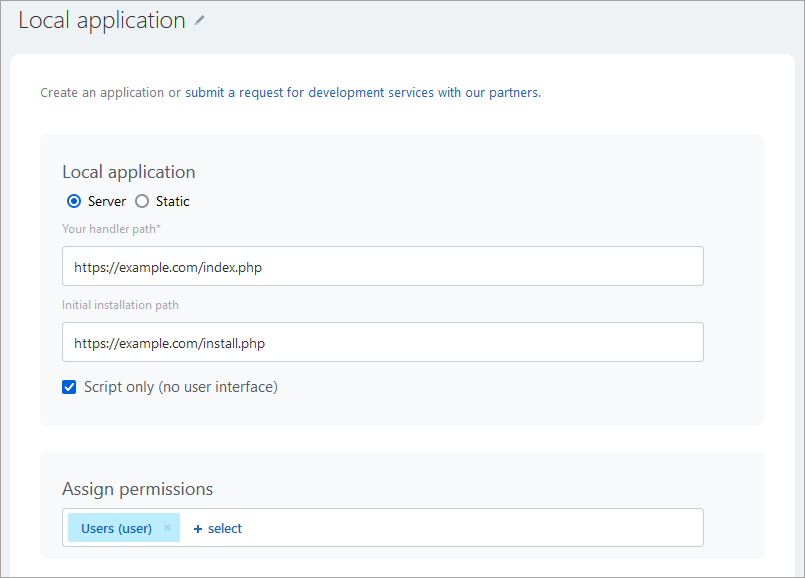 Local application
Create an application or submit a request for development services with our partners.
Local application
Server Static
Your handler path*
https://example.com/index.php
Initial installation path
https://example.com/install.php
Script only (no user interface)
Assign permissions
Users (user) × + select